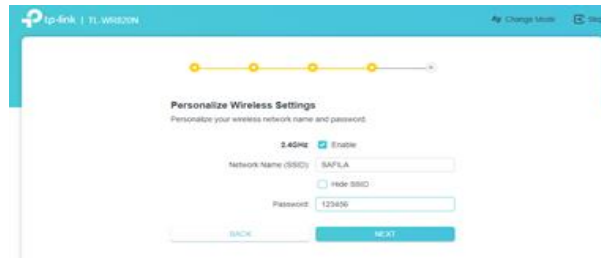 tp-link | TL-WR820N
Change Mode
Skip
Personalize Wireless Settings
Personalize your wireless network name and password.
2.4GHz Enable
Network Name (SSID) SAFILA
Hide SSID
Password 123456
BACK NEXT